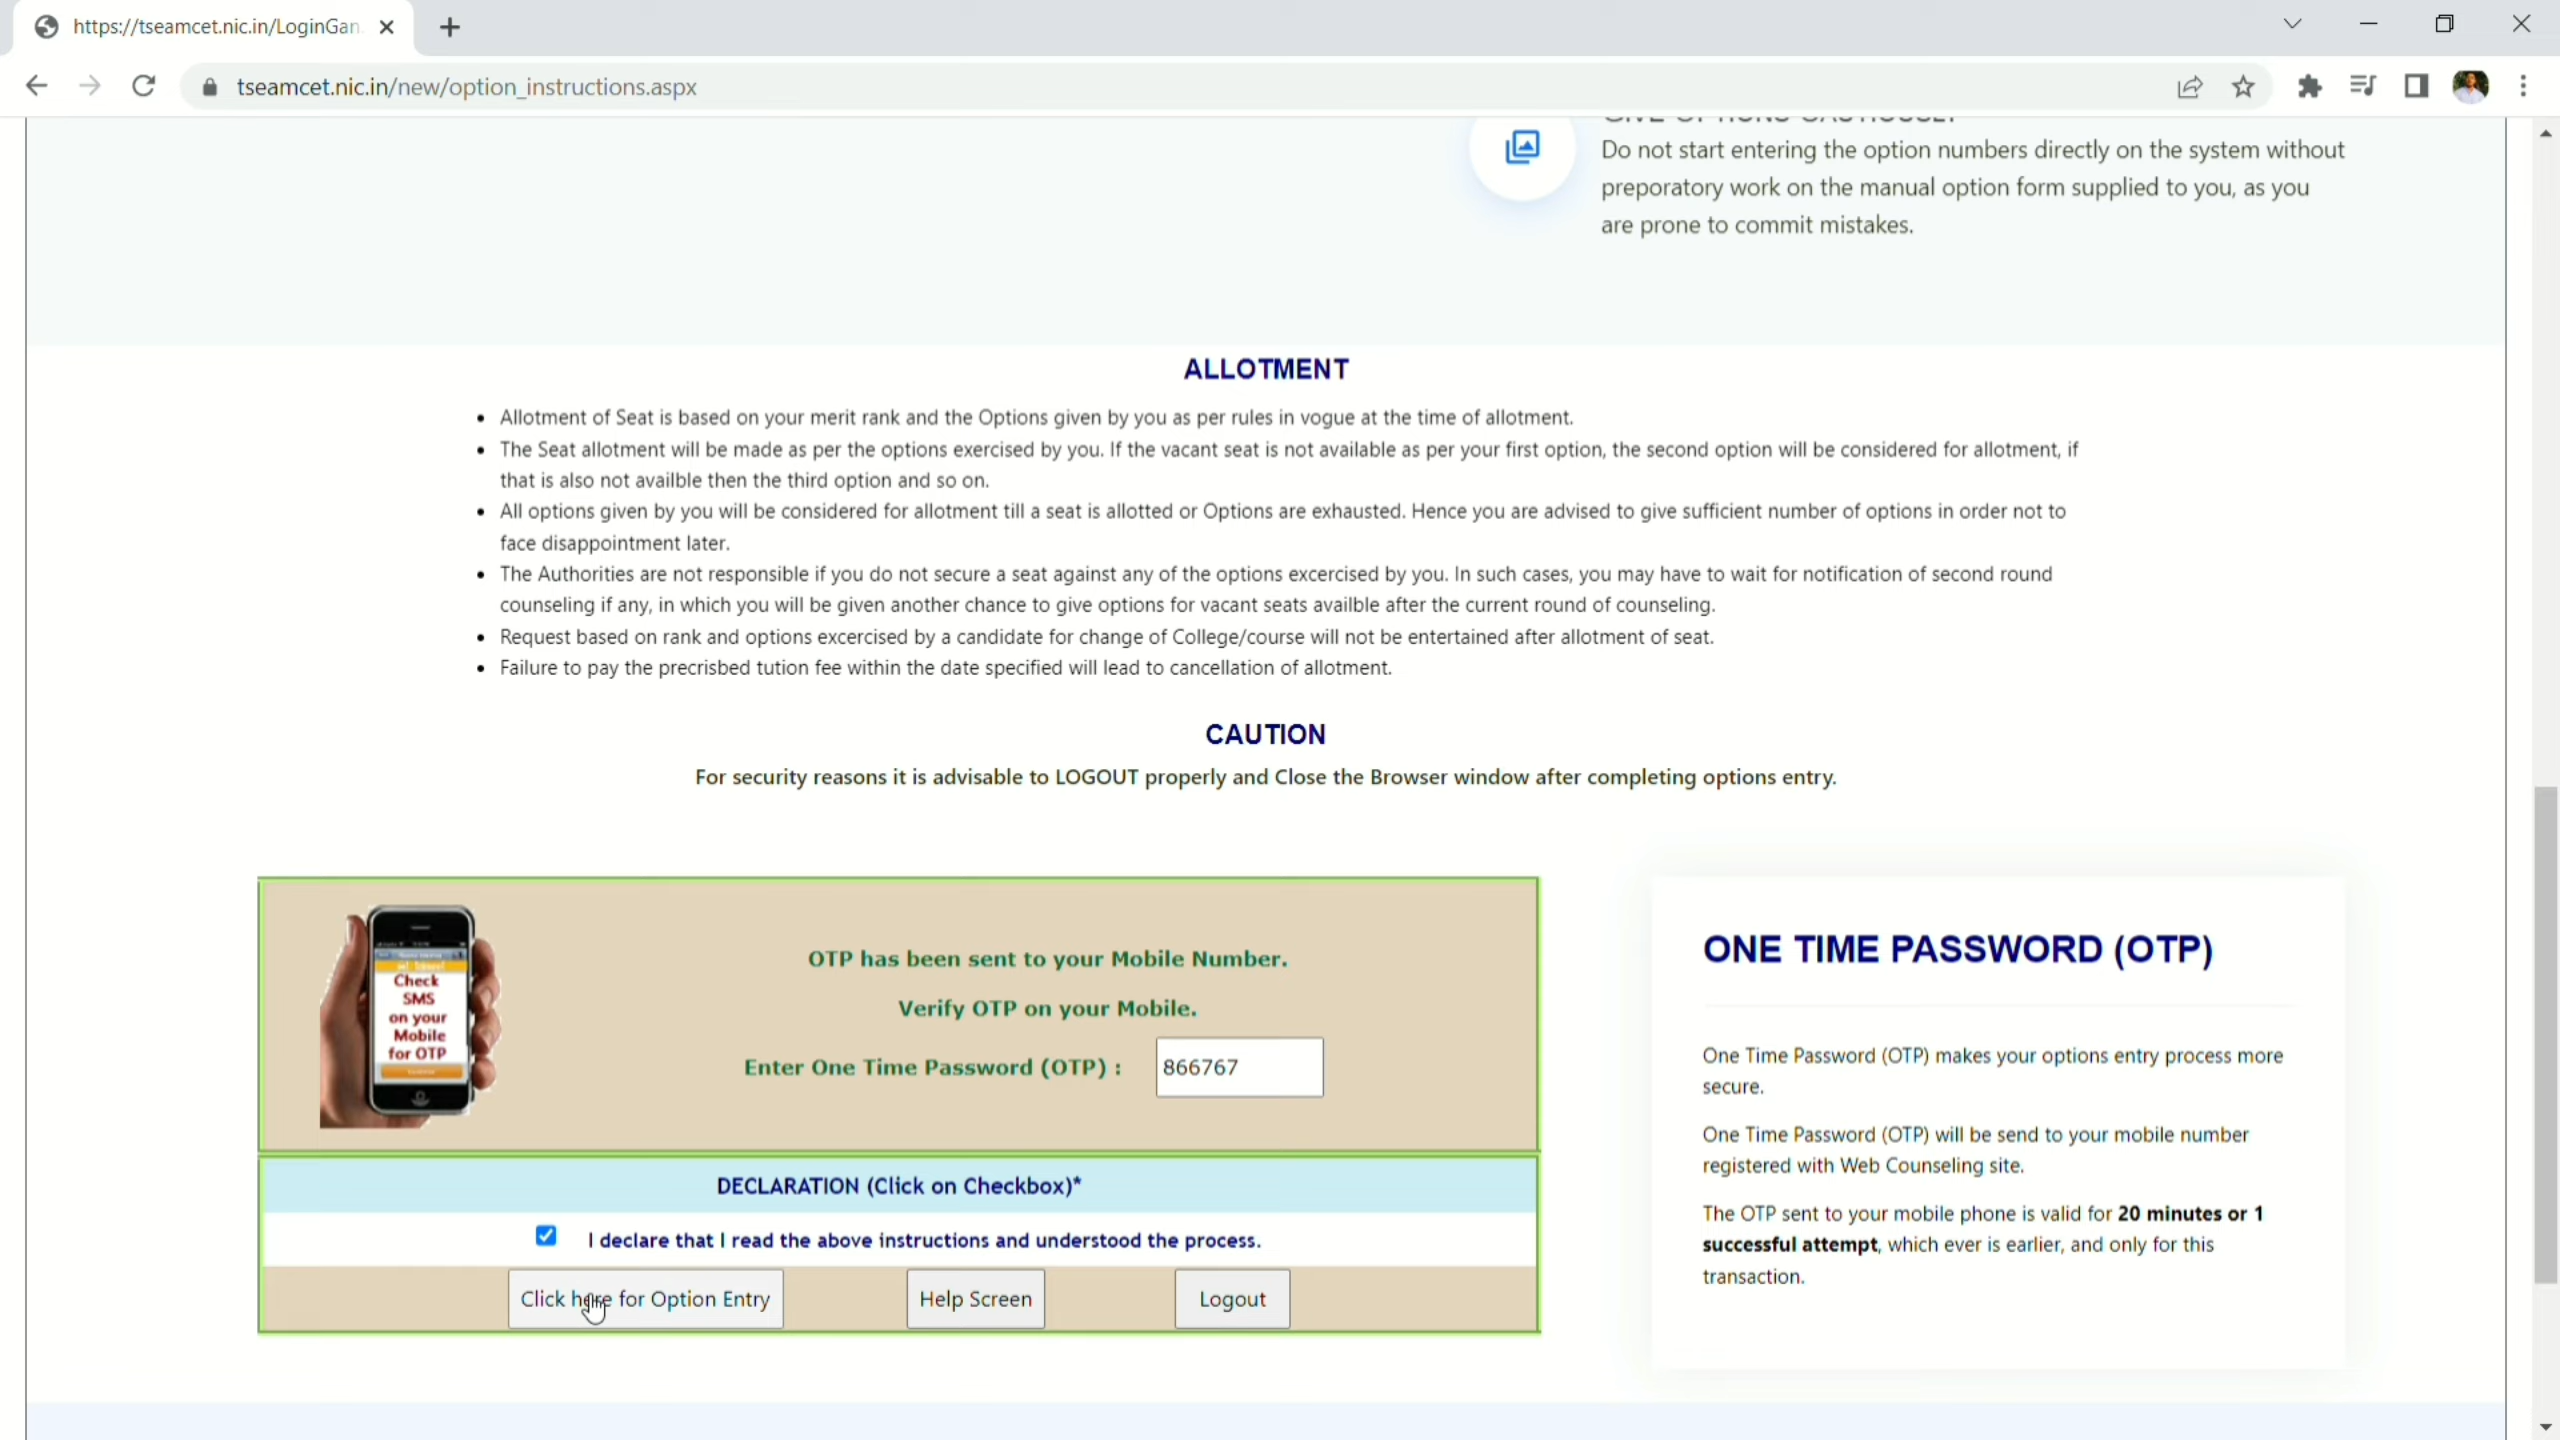 https://tseamcet.nic.in/LoginGan
tseamcet.nic.in/new/option_instructions.aspx
Do not start entering the option numbers directly on the system without
preporatory work on the manual option form supplied to you, as you
are prone to commit mistakes.
ALLOTMENT
• Allotment of Seat is based on your merit rank and the Options given by you as per rules in vogue at the time of allotment.
• The Seat allotment will be made as per the options exercised by you. If the vacant seat is not available as per your first option, the second option will be considered for allotment, if
that is also not availble then the third option and so on.
• All options given by you will be considered for allotment till a seat is allotted or Options are exhausted. Hence you are advised to give sufficient number of options in order not to
face disappointment later.
• The Authorities are not responsible if you do not secure a seat against any of the options excercised by you. In such cases, you may have to wait for notification of second round
counseling if any, in which you will be given another chance to give options for vacant seats availble after the current round of counseling.
• Request based on rank and options excercised by a candidate for change of College/course will not be entertained after allotment of seat.
• Failure to pay the precrisbed tution fee within the date specified will lead to cancellation of allotment.
CAUTION
For security reasons it is advisable to LOGOUT properly and Close the Browser window after completing options entry.
Check
SMS
on your
Mobile
for OTP
OTP has been sent to your Mobile Number.
Verify OTP on your Mobile.
Enter One Time Password (OTP) : 866767
DECLARATION (Click on Checkbox)*
I declare that I read the above instructions and understood the process.
Click here for Option Entry
Help Screen
Logout
ONE TIME PASSWORD (OTP)
One Time Password (OTP) makes your options entry process more
secure.
One Time Password (OTP) will be send to your mobile number
registered with Web Counseling site.
The OTP sent to your mobile phone is valid for 20 minutes or 1
successful attempt, which ever is earlier, and only for this
transaction.